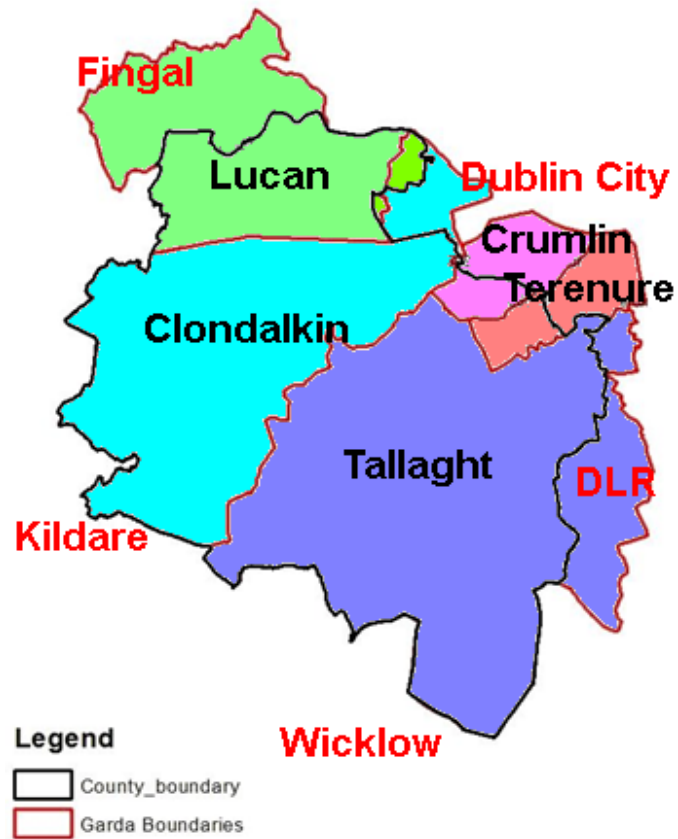 Fingal
Lucan
Dublin City
Crumlin
Terenure
Clondalkin
Tallaght
DLR
Kildare
Wicklow
Legend
County_boundary
Garda Boundaries